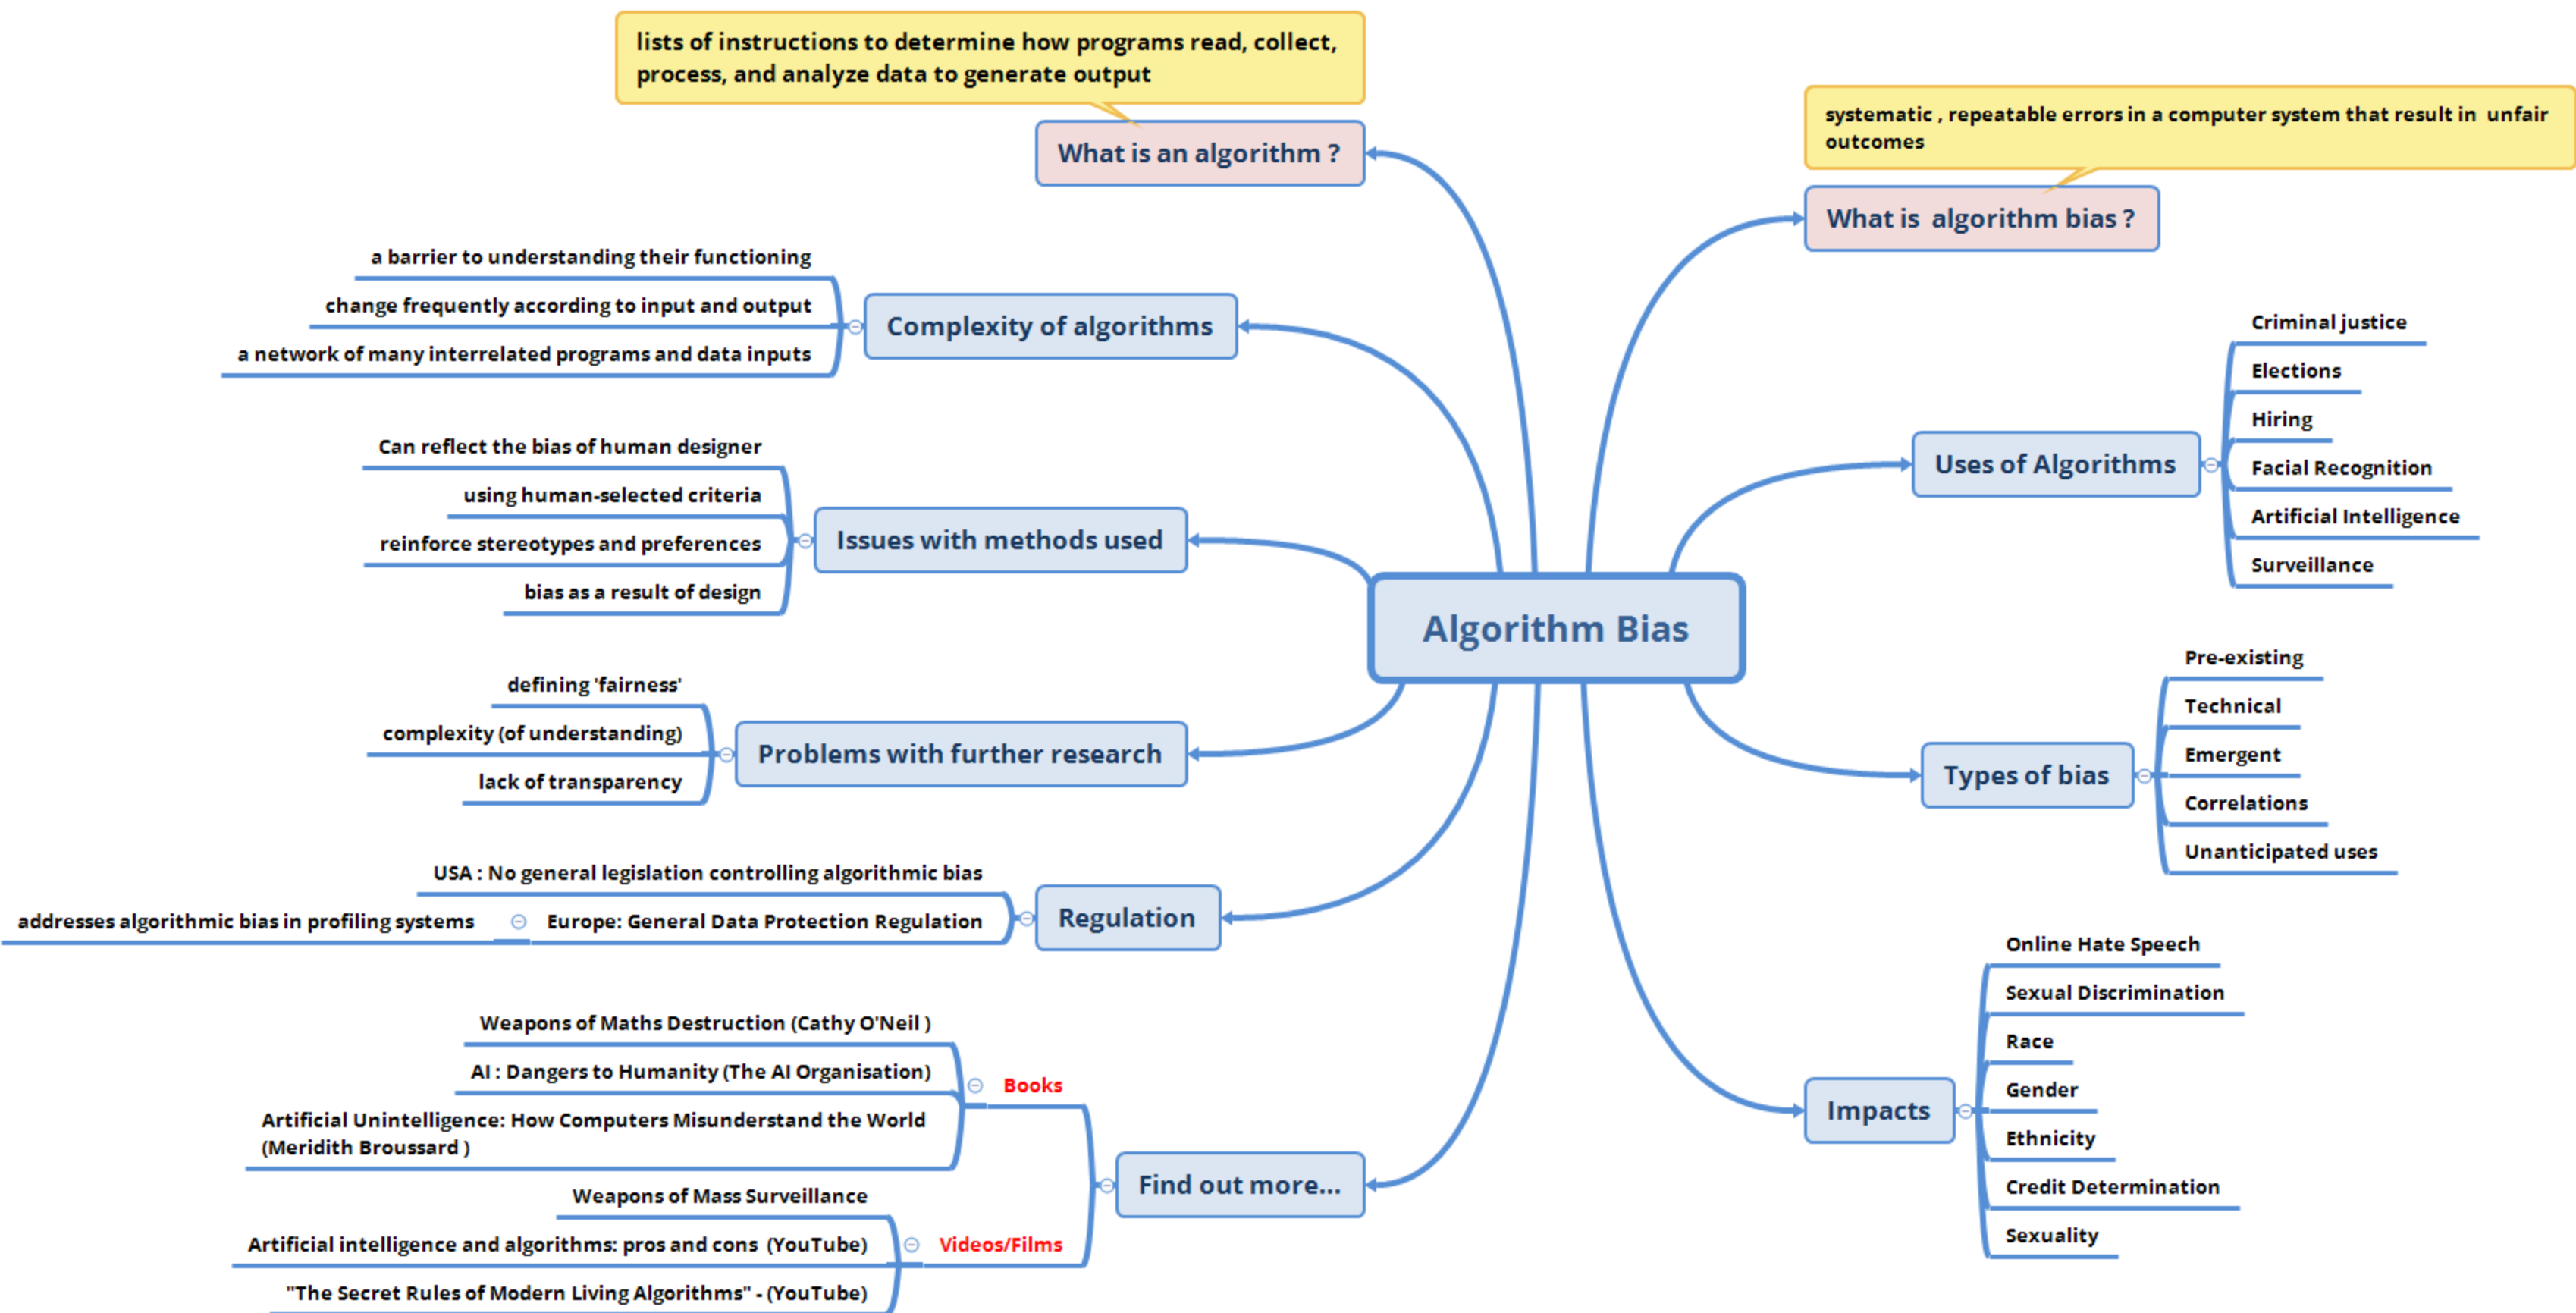 lists of instructions to determine how programs read, collect,
process, and analyze data to generate output
What is an algorithm ?
systematic , repeatable errors in a computer system that result in  unfair
outcomes
What is  algorithm bias ?
a barrier to understanding their functioning
change frequently according to input and output
a network of many interrelated programs and data inputs
Complexity of algorithms
Can reflect the bias of human designer
using human-selected criteria
reinforce stereotypes and preferences
bias as a result of design
Issues with methods used
defining 'fairness'
complexity (of understanding)
lack of transparency
Problems with further research
USA : No general legislation controlling algorithmic bias
addresses algorithmic bias in profiling systems
Europe: General Data Protection Regulation
Regulation
Weapons of Maths Destruction (Cathy O'Neil )
AI : Dangers to Humanity (The AI Organisation)
Artificial Unintelligence: How Computers Misunderstand the World
(Meridith Broussard )
Books
Weapons of Mass Surveillance
Artificial intelligence and algorithms: pros and cons  (YouTube)
"The Secret Rules of Modern Living Algorithms" - (YouTube)
Videos/Films
Find out more...
Algorithm Bias
Uses of Algorithms
Criminal justice
Elections
Hiring
Facial Recognition
Artificial Intelligence
Surveillance
Types of bias
Pre-existing
Technical
Emergent
Correlations
Unanticipated uses
Impacts
Online Hate Speech
Sexual Discrimination
Race
Gender
Ethnicity
Credit Determination
Sexuality